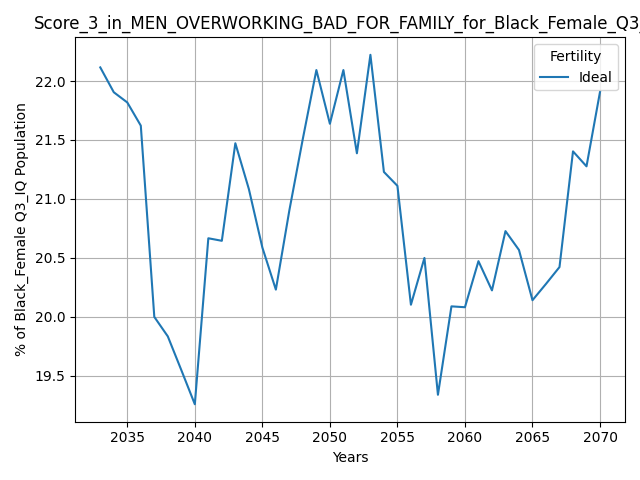 Score_3_in_MEN_OVERWORKING_BAD_FOR_FAMILY_for_Black_Female_Q3_
Fertility
Ideal
% of Black_Female Q3_IQ Population
22.0
21.5
21.0
20.5
20.0
19.5
2035 2040 2045 2050 2055 2060 2065 2070
Years